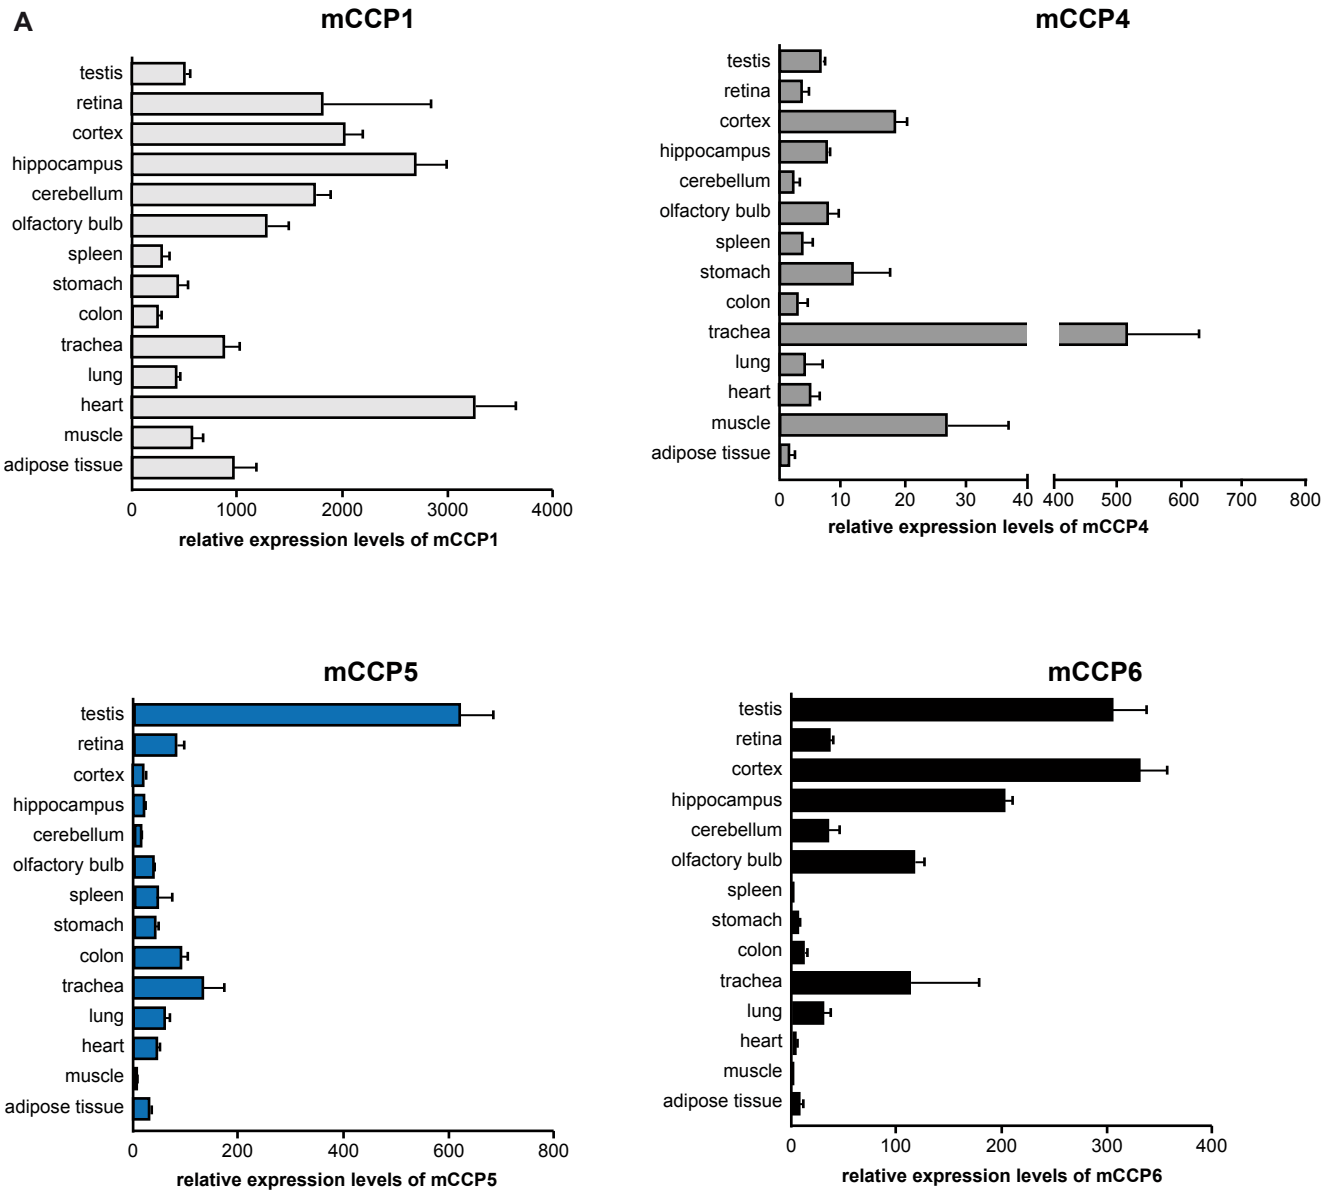 A
mCCP1
testis
retina
cortex
hippocampus
cerebellum
olfactory bulb
spleen
stomach
colon
trachea
lung
heart
muscle
adipose tissue
0 1000 2000 3000 4000
relative expression levels of mCCP1
mCCP4
testis
retina
cortex
hippocampus
cerebellum
olfactory bulb
spleen
stomach
colon
trachea
lung
heart
muscle
adipose tissue
0 10 20 30 40 400 500 600 700 800
relative expression levels of mCCP4
mCCP5
testis
retina
cortex
hippocampus
cerebellum
olfactory bulb
spleen
stomach
colon
trachea
lung
heart
muscle
adipose tissue
0 200 400 600 800
relative expression levels of mCCP5
mCCP6
testis
retina
cortex
hippocampus
cerebellum
olfactory bulb
spleen
stomach
colon
trachea
lung
heart
muscle
adipose tissue
0 100 200 300 400
relative expression levels of mCCP6